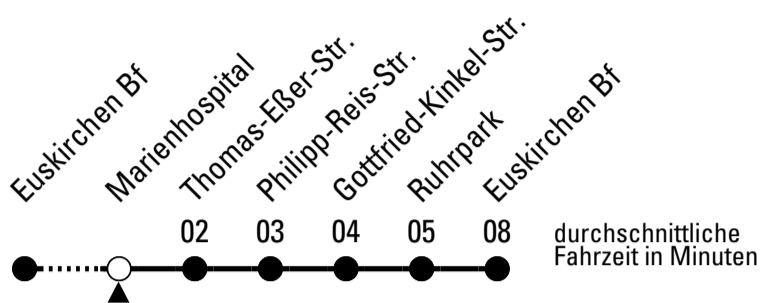 Euskirchen Bf
Marienhospital
Thomas-Eßer-Str.
Philipp-Reis-Str.
Gottfried-Kinkel-Str.
Ruhrpark
Euskirchen Bf
02 03 04 05 08
durchschnittliche
Fahrzeit in Minuten